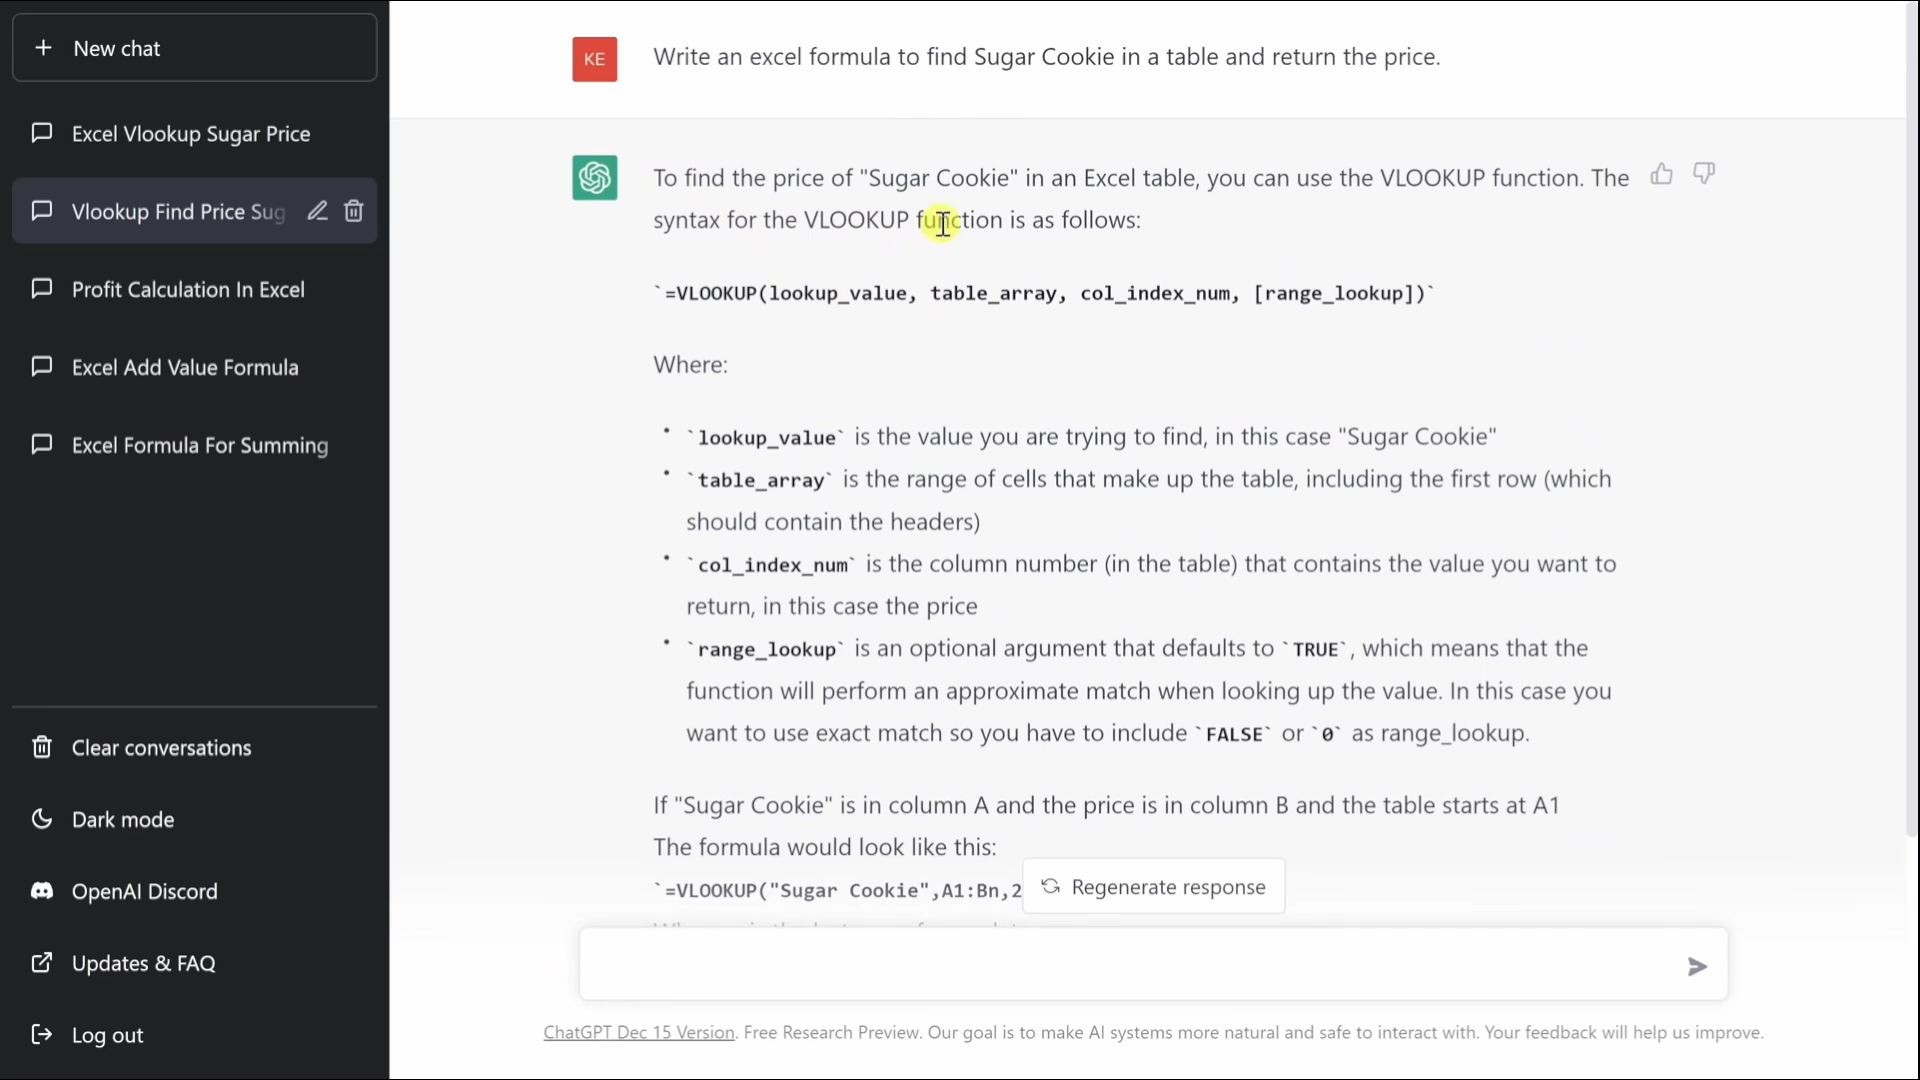 New chat
Excel Vlookup Sugar Price
Vlookup Find Price Sug
Profit Calculation In Excel
Excel Add Value Formula
Excel Formula For Summing
Clear conversations
Dark mode
OpenAI Discord
Updates & FAQ
Log out
KE
Write an excel formula to find Sugar Cookie in a table and return the price.
To find the price of "Sugar Cookie" in an Excel table, you can use the VLOOKUP function. The
syntax for the VLOOKUP function is as follows:
`=VLOOKUP(lookup_value, table_array, col_index_num, [range_lookup])`
Where:
• `lookup_value` is the value you are trying to find, in this case "Sugar Cookie"
• `table_array` is the range of cells that make up the table, including the first row (which
should contain the headers)
• `col_index_num` is the column number (in the table) that contains the value you want to
return, in this case the price
• `range_lookup` is an optional argument that defaults to `TRUE`, which means that the
function will perform an approximate match when looking up the value. In this case you
want to use exact match so you have to include `FALSE` or `0` as range_lookup.
If "Sugar Cookie" is in column A and the price is in column B and the table starts at A1
The formula would look like this:
`=VLOOKUP("Sugar Cookie",A1:Bn,2
Regenerate response
ChatGPT Dec 15 Version. Free Research Preview. Our goal is to make AI systems more natural and safe to interact with. Your feedback will help us improve.